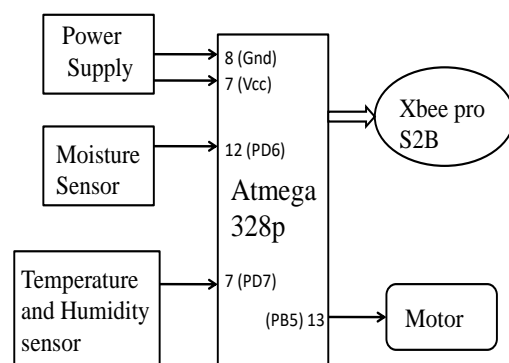 Power
Supply
8 (Gnd)
7 (Vcc)
Xbee pro
S2B
Moisture
Sensor
12 (PD6)
Atmega
328p
Temperature
and Humidity
sensor
7 (PD7)
(PB5) 13
Motor